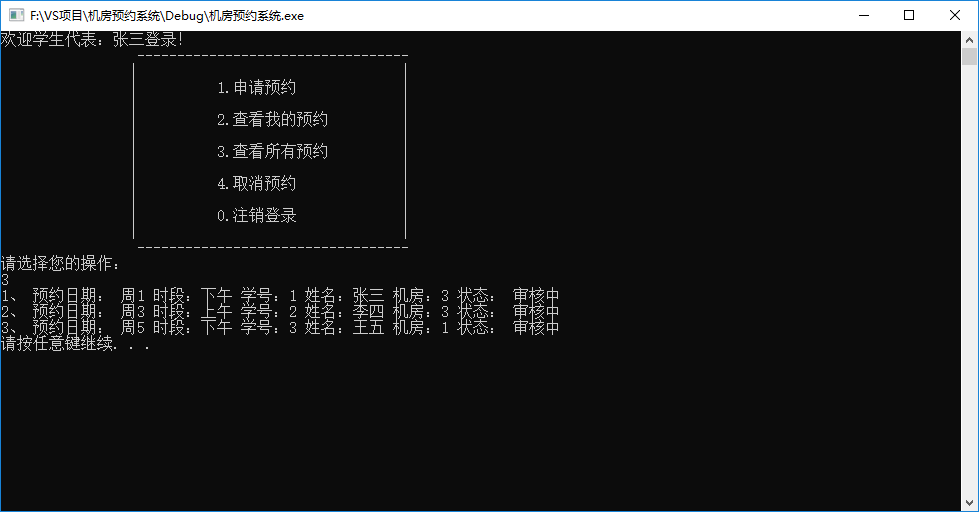 F:\VS项目\机房预约系统\Debug\机房预约系统.exe
欢迎学生代表：张三登录!
----------------------------------
1.申请预约
2.查看我的预约
3.查看所有预约
4.取消预约
0.注销登录
----------------------------------
请选择您的操作：
3
1、 预约日期： 周1 时段：下午 学号：1 姓名：张三 机房：3 状态： 审核中
2、 预约日期： 周3 时段：上午 学号：2 姓名：李四 机房：3 状态： 审核中
3、 预约日期： 周5 时段：下午 学号：3 姓名：王五 机房：1 状态： 审核中
请按任意键继续. . .